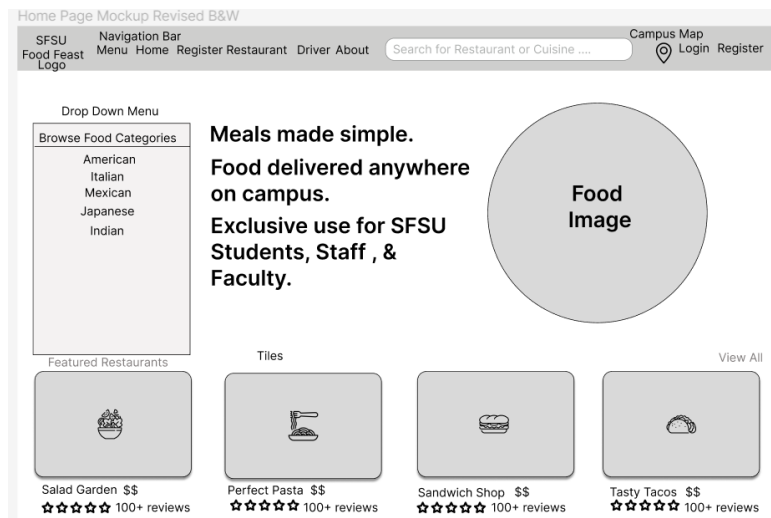 Home Page Mockup Revised B&W
SFSU
Food Feast
Logo
Navigation Bar
Menu Home Register Restaurant Driver About
Search for Restaurant or Cuisine ....
Campus Map
Login Register
Drop Down Menu
Browse Food Categories
American
Italian
Mexican
Japanese
Indian
Meals made simple.
Food delivered anywhere
on campus.
Exclusive use for SFSU
Students, Staff , &
Faculty.
Food
Image
Featured Restaurants
Tiles
View All
Salad Garden $$
100+ reviews
Perfect Pasta $$
100+ reviews
Sandwich Shop $$
100+ reviews
Tasty Tacos $$
100+ reviews